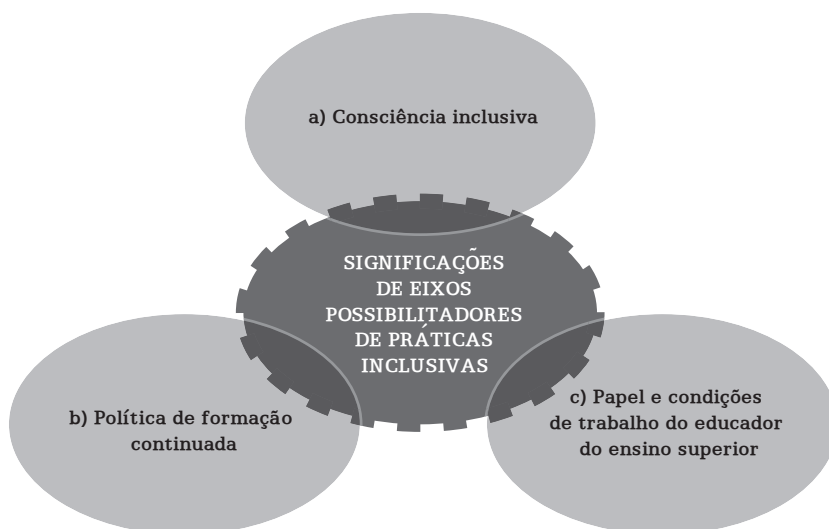 a) Consciência inclusiva
SIGNIFICAÇÕES
DE EIXOS
POSSIBILITADORES
DE PRÁTICAS
INCLUSIVAS
b) Política de formação
continuada
c) Papel e condições
de trabalho do educador
do ensino superior